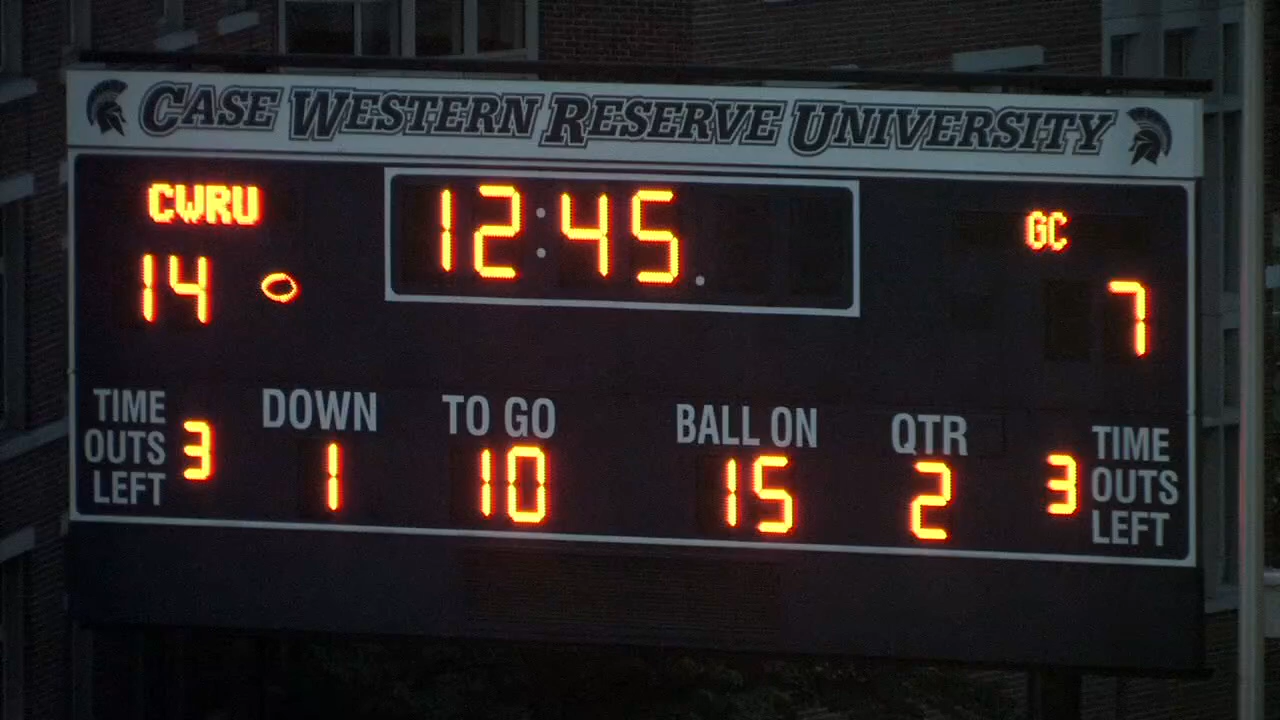 CASE WESTERN RESERVE UNIVERSITY
CWRU
12:45
GC
14
7
TIME OUTS LEFT 3
DOWN 1
TO GO 10
BALL ON 15
QTR 2
3 TIME OUTS LEFT